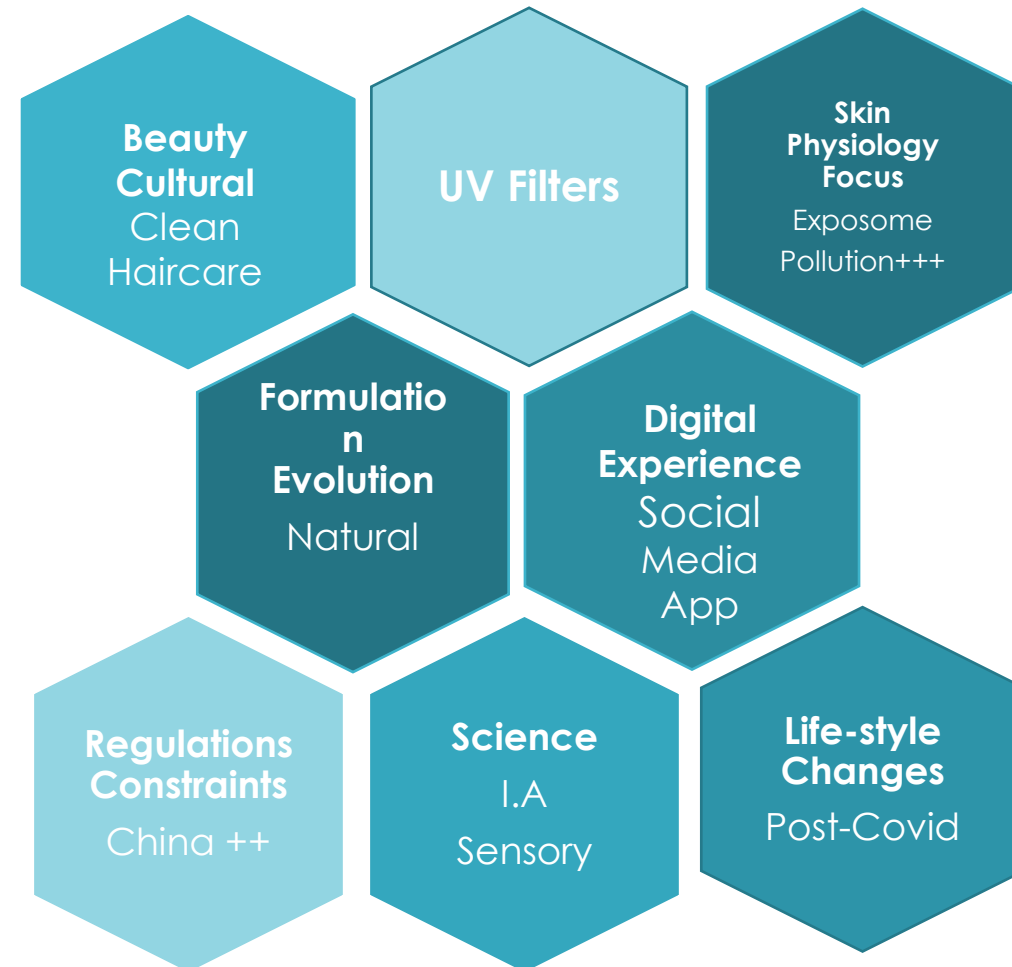 Beauty
Cultural
Clean
Haircare
UV Filters
Skin
Physiology
Focus
Exposome
Pollution+++
Formulatio
n
Evolution
Natural
Digital
Experience
Social
Media
App
Regulations
Constraints
China ++
Science
I.A
Sensory
Life-style
Changes
Post-Covid